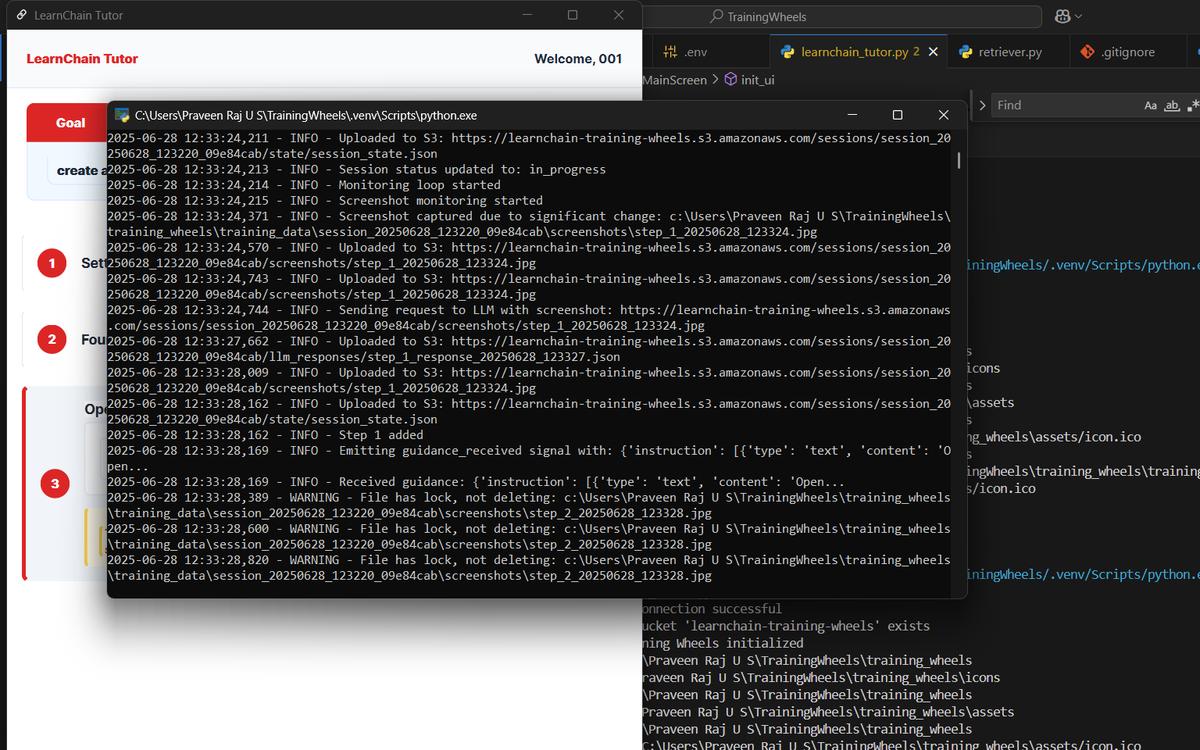 LearnChain Tutor
TrainingWheels
LearnChain Tutor
Welcome, 001
.env
learnchain_tutor.py 2
retriever.py
.gitignore
MainScreen > init_ui
Find
Aa
ab
Goal
create a
1
Set
2
Fou
Ope
3
C:\Users\Praveen Raj U S\TrainingWheels\.venv\Scripts\python.exe
2025-06-28 12:33:24,211 - INFO - Uploaded to S3: https://learnchain-training-wheels.s3.amazonaws.com/sessions/session_20
250628_123220_09e84cab/state/session_state.json
2025-06-28 12:33:24,213 - INFO - Session status updated to: in_progress
2025-06-28 12:33:24,214 - INFO - Monitoring loop started
2025-06-28 12:33:24,215 - INFO - Screenshot monitoring started
2025-06-28 12:33:24,371 - INFO - Screenshot captured due to significant change: c:\Users\Praveen Raj U S\TrainingWheels\
training_wheels\training_data\session_20250628_123220_09e84cab\screenshots\step_1_20250628_123324.jpg
2025-06-28 12:33:24,570 - INFO - Uploaded to S3: https://learnchain-training-wheels.s3.amazonaws.com/sessions/session_20
250628_123220_09e84cab/screenshots/step_1_20250628_123324.jpg
2025-06-28 12:33:24,743 - INFO - Uploaded to S3: https://learnchain-training-wheels.s3.amazonaws.com/sessions/session_20
250628_123220_09e84cab/screenshots/step_1_20250628_123324.jpg
2025-06-28 12:33:24,744 - INFO - Sending request to LLM with screenshot: https://learnchain-training-wheels.s3.amazonaws
.com/sessions/session_20250628_123220_09e84cab/screenshots/step_1_20250628_123324.jpg
2025-06-28 12:33:27,662 - INFO - Uploaded to S3: https://learnchain-training-wheels.s3.amazonaws.com/sessions/session_20
250628_123220_09e84cab/llm_responses/step_1_response_20250628_123327.json
2025-06-28 12:33:28,009 - INFO - Uploaded to S3: https://learnchain-training-wheels.s3.amazonaws.com/sessions/session_20
250628_123220_09e84cab/screenshots/step_1_20250628_123324.jpg
2025-06-28 12:33:28,162 - INFO - Uploaded to S3: https://learnchain-training-wheels.s3.amazonaws.com/sessions/session_20
250628_123220_09e84cab/state/session_state.json
2025-06-28 12:33:28,162 - INFO - Step 1 added
2025-06-28 12:33:28,169 - INFO - Emitting guidance_received signal with: {'instruction': [{'type': 'text', 'content': 'O
pen...
2025-06-28 12:33:28,169 - INFO - Received guidance: {'instruction': [{'type': 'text', 'content': 'Open...
2025-06-28 12:33:28,389 - WARNING - File has lock, not deleting: c:\Users\Praveen Raj U S\TrainingWheels\training_wheels
\training_data\session_20250628_123220_09e84cab\screenshots\step_2_20250628_123328.jpg
2025-06-28 12:33:28,600 - WARNING - File has lock, not deleting: c:\Users\Praveen Raj U S\TrainingWheels\training_wheels
\training_data\session_20250628_123220_09e84cab\screenshots\step_2_20250628_123328.jpg
2025-06-28 12:33:28,820 - WARNING - File has lock, not deleting: c:\Users\Praveen Raj U S\TrainingWheels\training_wheels
\training_data\session_20250628_123220_09e84cab\screenshots\step_2_20250628_123328.jpg
iningWheels/.venv/Scripts/python.e
s
icons
s
\assets
s
ng_wheels\assets/icon.ico
s
iningWheels\training_wheels\training
s/icon.ico
iningWheels/.venv/Scripts/python.e
onnection successful
ucket 'learnchain-training-wheels' exists
ning Wheels initialized
\Praveen Raj U S\TrainingWheels\training_wheels
raveen Raj U S\TrainingWheels\training_wheels\icons
\Praveen Raj U S\TrainingWheels\training_wheels
Praveen Raj U S\TrainingWheels\training_wheels\assets
\Praveen Raj U S\TrainingWheels\training_wheels
C:\Users\Praveen Raj U S\TrainingWheels\training_wheels\assets/icon.ico